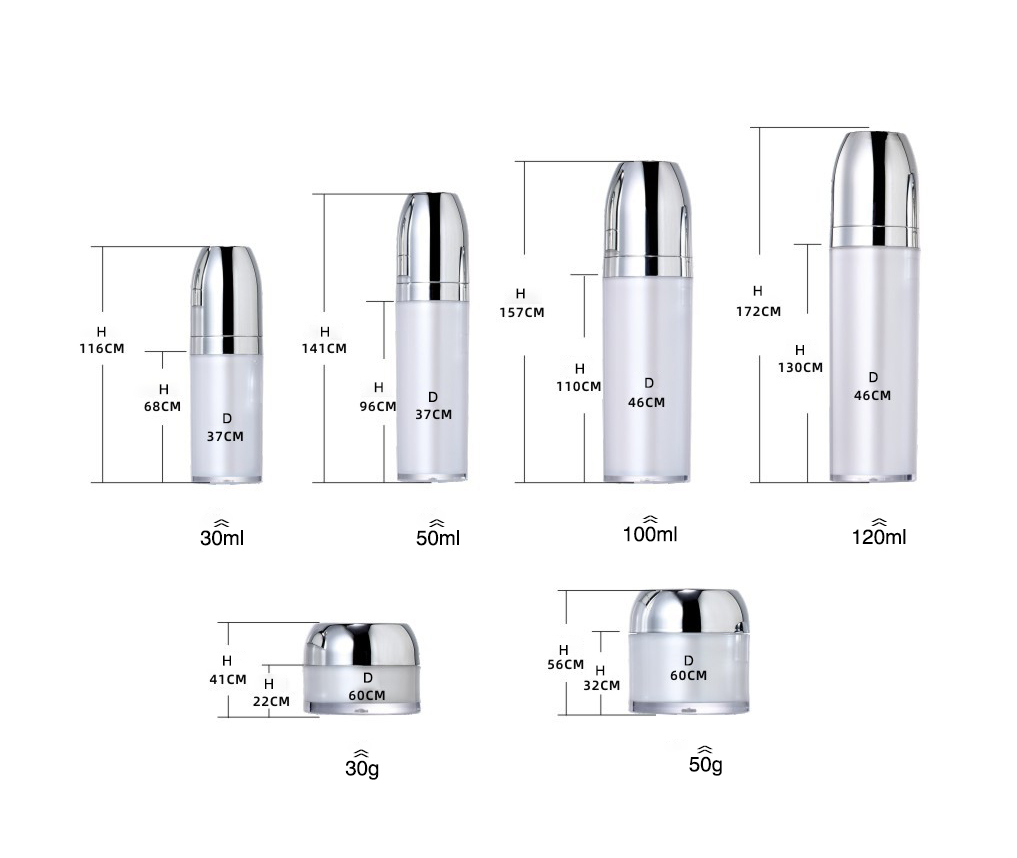 H
116CM
H
68CM
D
37CM
30ml
H
141CM
H
96CM
D
37CM
50ml
H
157CM
H
110CM
D
46CM
100ml
H
172CM
H
130CM
D
46CM
120ml
H
41CM
H
22CM
D
60CM
30g
H
56CM
H
32CM
D
60CM
50g